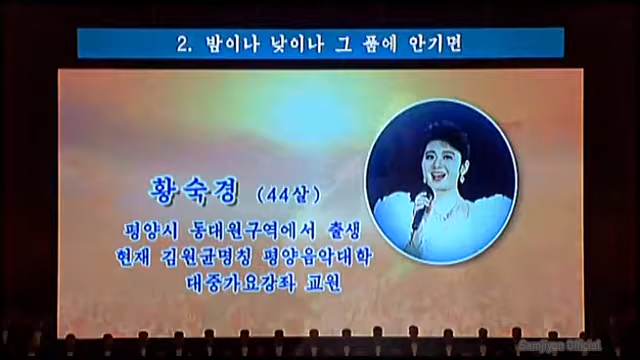 2. 밤이나 낮이나 그 품에 안기면
황숙경 (44살)
평양시 동대원구역에서 출생
현재 김원균명칭 평양음악대학
대중가요강좌 교원
Samjiyon Official